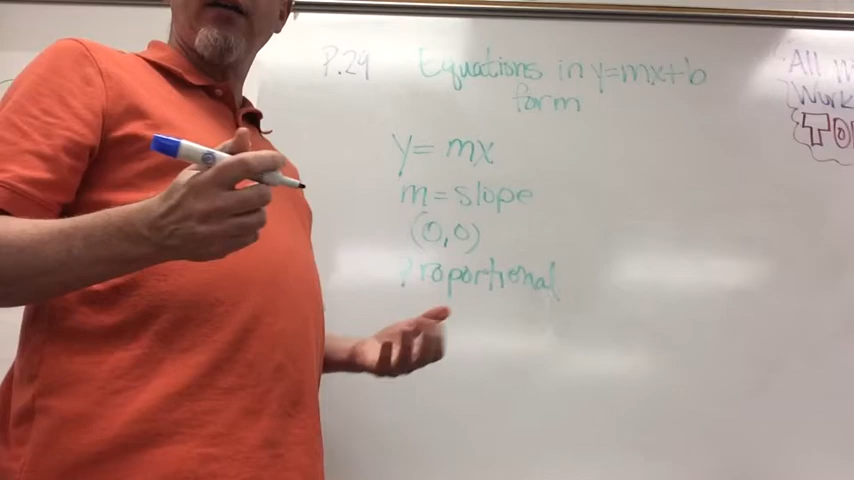 P.29
Equations in y=mx+b
form
y= mx
m=slope
(0,0)
Proportional
All
Work